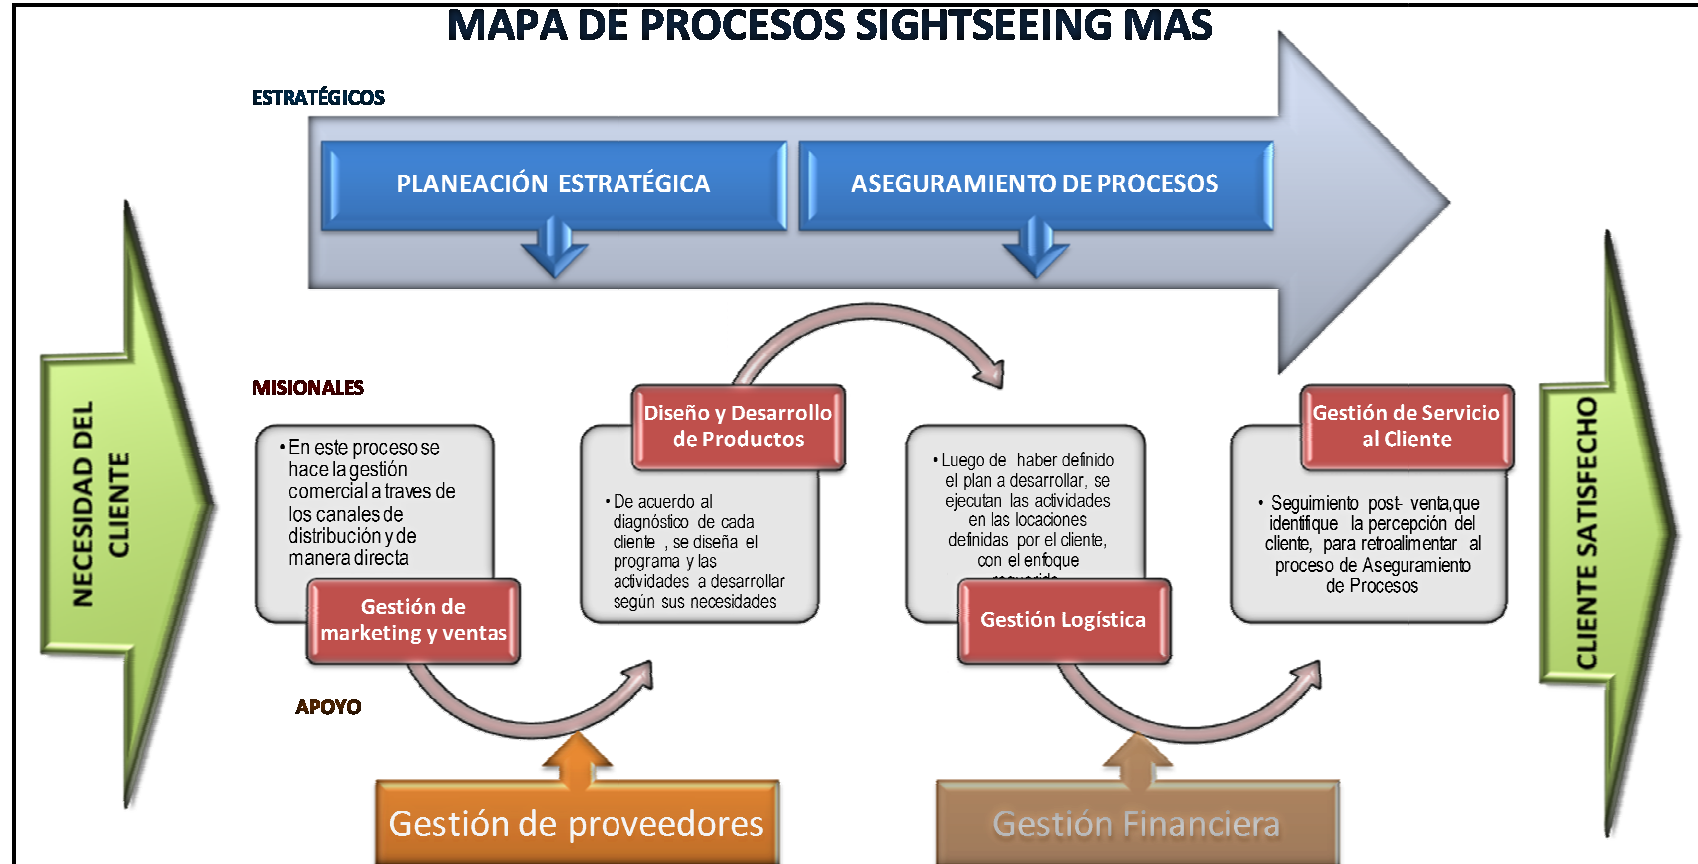 MAPA DE PROCESOS SIGHTSEEING MAS
ESTRATÉGICOS
PLANEACIÓN ESTRATÉGICA
ASEGURAMIENTO DE PROCESOS
NECESIDAD DEL
CLIENTE
MISIONALES
• En este proceso se
hace la gestión
comercial a traves de
los canales de
distribución y de
manera directa
Gestión de
marketing y ventas
Diseño y Desarrollo
de Productos
• De acuerdo al
diagnóstico de cada
cliente , se diseña el
programa y las
actividades a desarrollar
según sus necesidades
• Luego de haber definido
el plan a desarrollar, se
ejecutan las actividades
en las locaciones
definidas por el cliente,
con el enfoque
Gestión Logística
Gestión de Servicio
al Cliente
• Seguimiento post- venta,que
identifique la percepción del
cliente, para retroalimentar al
proceso de Aseguramiento
de Procesos
CLIENTE SATISFECHO
APOYO
Gestión de proveedores
Gestión Financiera